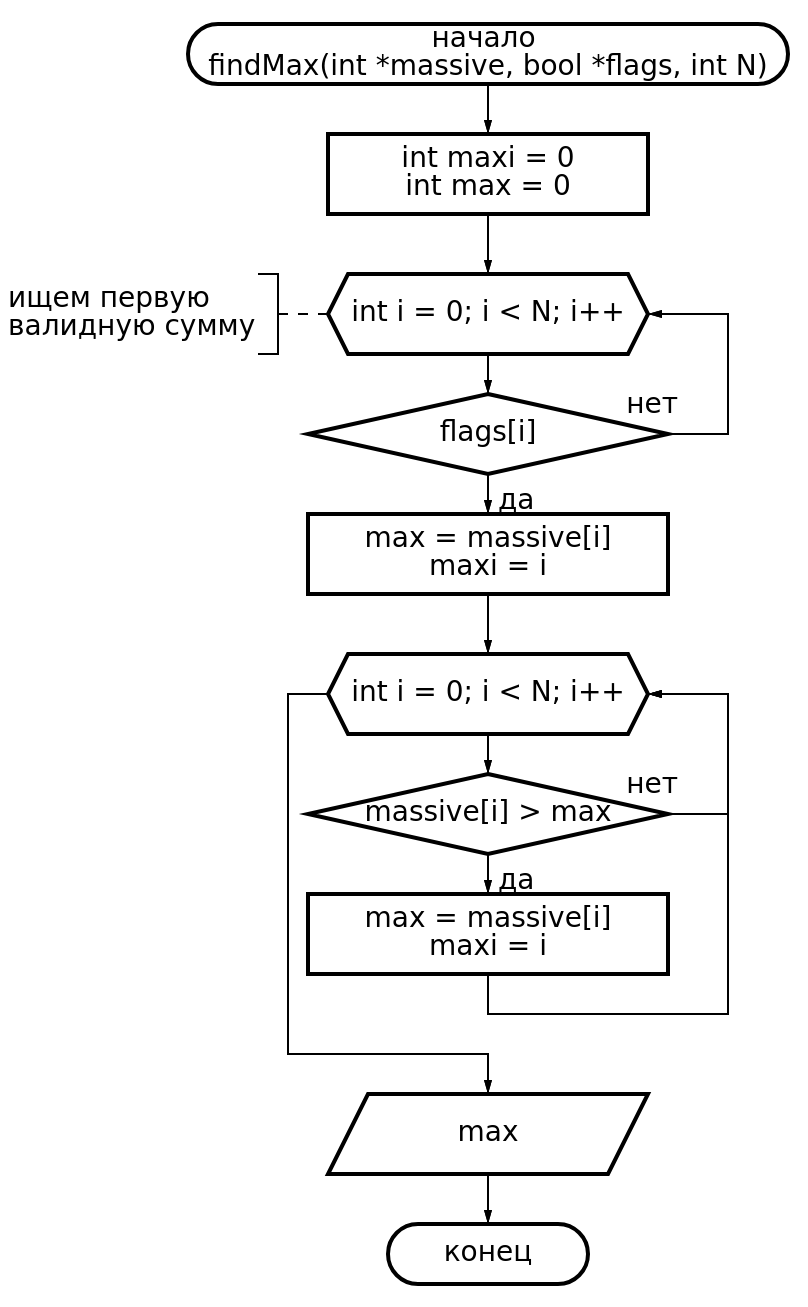 начало
findMax(int *massive, bool *flags, int N)
int maxi = 0
int max = 0
ищем первую
валидную сумму
int i = 0; i < N; i++
нет
flags[i]
да
max = massive[i]
maxi = i
int i = 0; i < N; i++
нет
massive[i] > max
да
max = massive[i]
maxi = i
max
конец